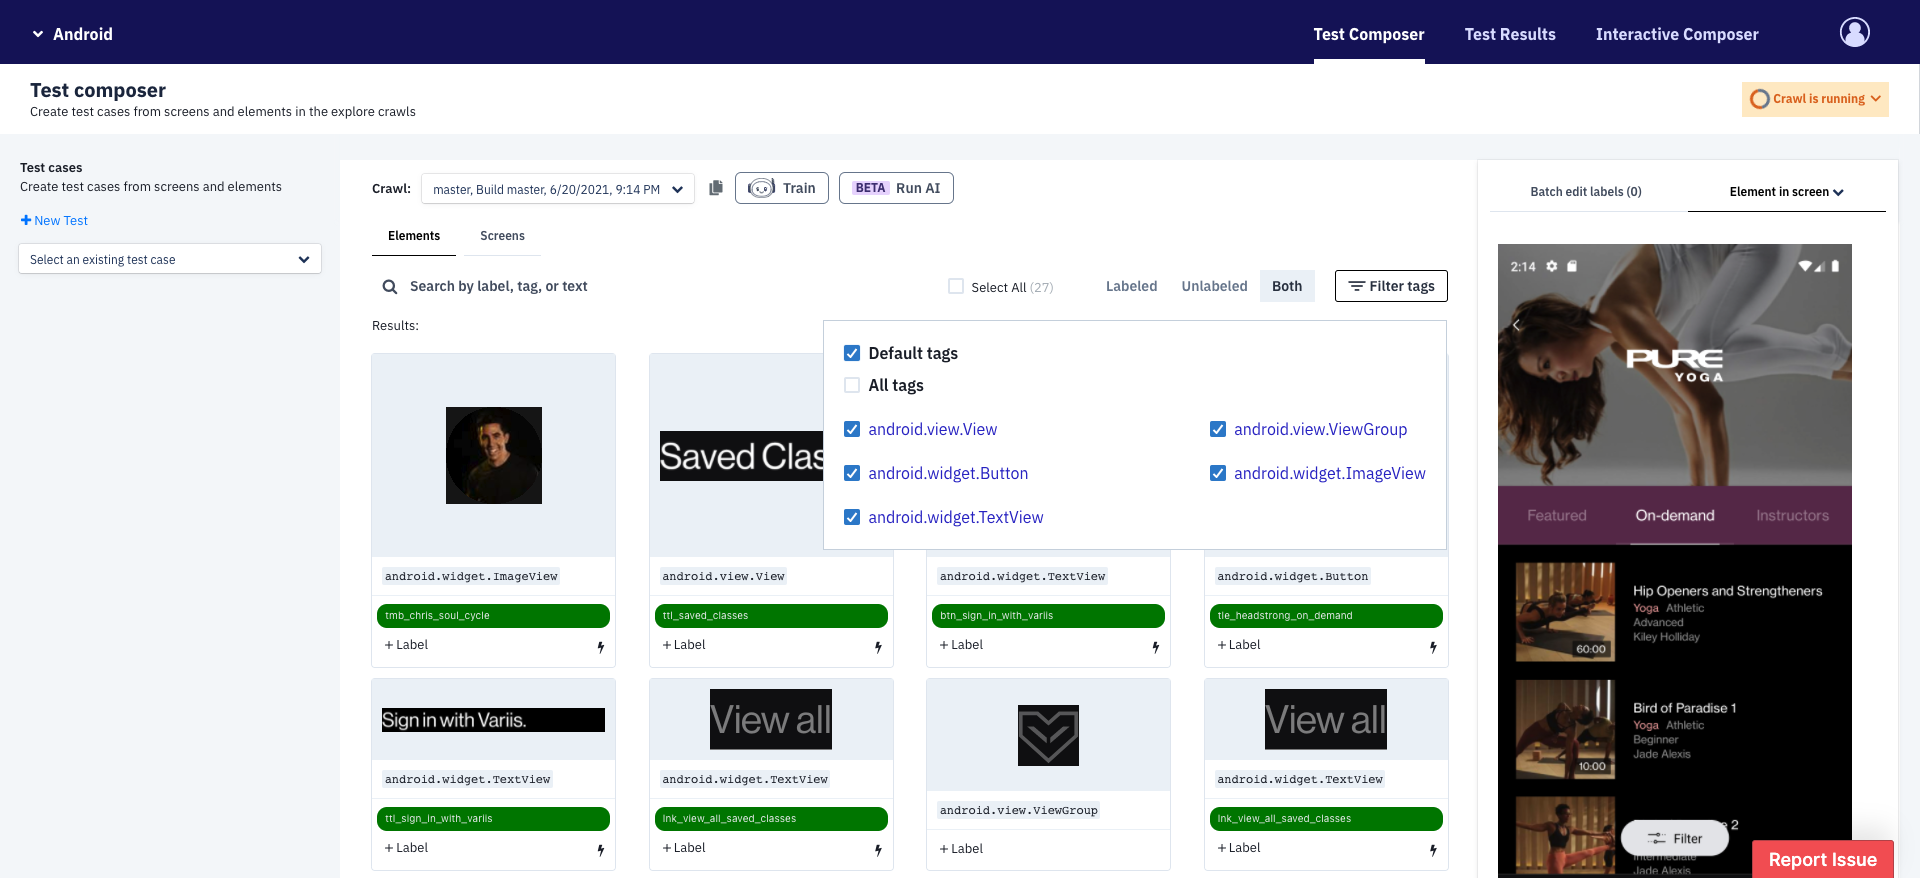 Android
Test Composer
Test Results
Interactive Composer
Test composer
Create test cases from screens and elements in the explore crawls
Crawl is running
Test cases
Create test cases from screens and elements
New Test
Select an existing test case
Crawl:
master, Build master, 6/20/2021, 9:14 PM
Train
BETA Run AI
Elements
Screens
Search by label, tag, or text
Select All (27)
Labeled
Unlabeled
Both
Filter tags
Results:
Default tags
All tags
android.view.View
android.view.ViewGroup
android.widget.Button
android.widget.ImageView
android.widget.TextView
Saved Clas
android.widget.ImageView
android.view.View
android.widget.TextView
android.widget.Button
tmb_chris_soul_cycle
ttl_saved_classes
btn_sign_in_with_variis
tle_headstrong_on_demand
+ Label
+ Label
+ Label
+ Label
Sign in with Variis.
View all
View all
android.widget.TextView
android.widget.TextView
android.view.ViewGroup
android.widget.TextView
ttl_sign_in_with_variis
lnk_view_all_saved_classes
lnk_view_all_saved_classes
+ Label
+ Label
+ Label
+ Label
Batch edit labels (0)
Element in screen
2:14
PURE
YOGA
Featured
On-demand
Instructors
Hip Openers and Strengtheners
Yoga Athletic
Advanced
Kiley Holliday
60:00
Bird of Paradise 1
Yoga Athletic
Beginner
Jade Alexis
10:00
e 2
Filter
Intermediate
Jade Alexis
Report Issue